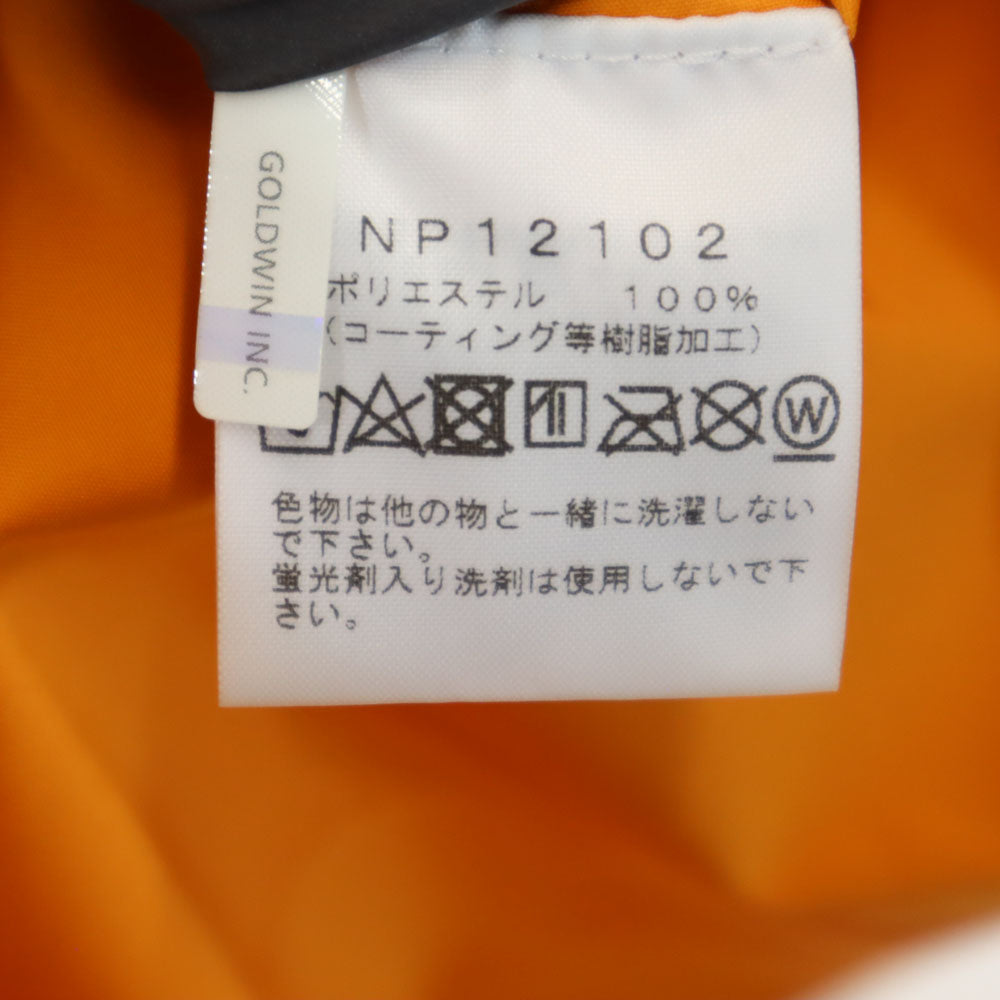 GOLDWIN INC.
NP12102
ポリエステル 100%
(コーティング等樹脂加工)
W
色物は他の物と一緒に洗濯しない
で下さい。
蛍光剤入り洗剤は使用しないで下
さい。